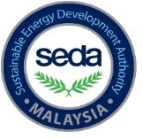 Sustainable Energy Development Authority
seda
• MALAYSIA •